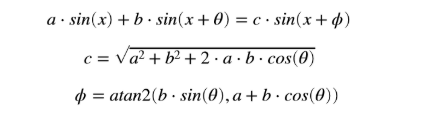 a · sin(x) + b · sin(x + θ) = c · sin(x + ϕ)
c = √(a² + b² + 2 · a · b · cos(θ))
ϕ = atan2(b · sin(θ), a + b · cos(θ))